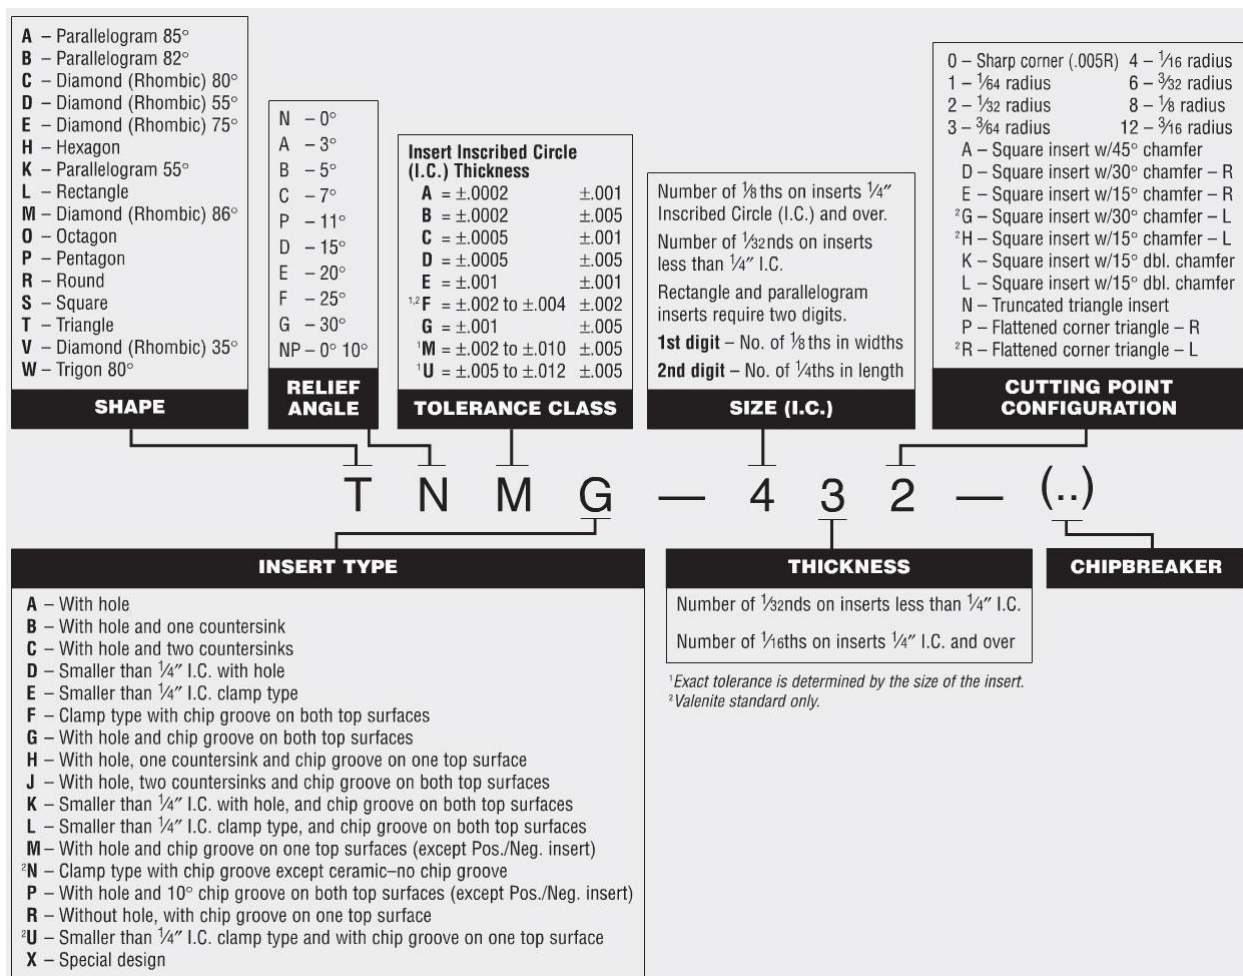 A – Parallelogram 85°
B – Parallelogram 82°
C – Diamond (Rhombic) 80°
D – Diamond (Rhombic) 55°
E – Diamond (Rhombic) 75°
H – Hexagon
K – Parallelogram 55°
L – Rectangle
M – Diamond (Rhombic) 86°
O – Octagon
P – Pentagon
R – Round
S – Square
T – Triangle
V – Diamond (Rhombic) 35°
W – Trigon 80°
SHAPE
N – 0°
A – 3°
B – 5°
C – 7°
P – 11°
D – 15°
E – 20°
F – 25°
G – 30°
NP – 0° 10°
RELIEF
ANGLE
Insert Inscribed Circle
(I.C.) Thickness
A = ±.0002 ±.001
B = ±.0002 ±.005
C = ±.0005 ±.001
D = ±.0005 ±.005
E = ±.001 ±.001
¹,²F = ±.002 to ±.004 ±.002
G = ±.001 ±.005
¹M = ±.002 to ±.010 ±.005
¹U = ±.005 to ±.012 ±.005
TOLERANCE CLASS
Number of 1⁄8 ths on inserts 1⁄4″
Inscribed Circle (I.C.) and over.
Number of 1⁄32nds on inserts
less than 1⁄4″ I.C.
Rectangle and parallelogram
inserts require two digits.
1st digit – No. of 1⁄8 ths in widths
2nd digit – No. of 1⁄4ths in length
SIZE (I.C.)
0 – Sharp corner (.005R) 4 – 1⁄16 radius
1 – 1⁄64 radius 6 – 3⁄32 radius
2 – 1⁄32 radius 8 – 1⁄8 radius
3 – 3⁄64 radius 12 – 3⁄16 radius
A – Square insert w/45° chamfer
D – Square insert w/30° chamfer – R
E – Square insert w/15° chamfer – R
²G – Square insert w/30° chamfer – L
²H – Square insert w/15° chamfer – L
K – Square insert w/15° dbl. chamfer
L – Square insert w/15° dbl. chamfer
N – Truncated triangle insert
P – Flattened corner triangle – R
²R – Flattened corner triangle – L
CUTTING POINT
CONFIGURATION
T N M G — 4 3 2 — (..)
INSERT TYPE
A – With hole
B – With hole and one countersink
C – With hole and two countersinks
D – Smaller than 1⁄4″ I.C. with hole
E – Smaller than 1⁄4″ I.C. clamp type
F – Clamp type with chip groove on both top surfaces
G – With hole and chip groove on both top surfaces
H – With hole, one countersink and chip groove on one top surface
J – With hole, two countersinks and chip groove on both top surfaces
K – Smaller than 1⁄4″ I.C. with hole, and chip groove on both top surfaces
L – Smaller than 1⁄4″ I.C. clamp type, and chip groove on both top surfaces
M – With hole and chip groove on one top surfaces (except Pos./Neg. insert)
²N – Clamp type with chip groove except ceramic–no chip groove
P – With hole and 10° chip groove on both top surfaces (except Pos./Neg. insert)
R – Without hole, with chip groove on one top surface
²U – Smaller than 1⁄4″ I.C. clamp type and with chip groove on one top surface
X – Special design
THICKNESS
Number of 1⁄32nds on inserts less than 1⁄4″ I.C.
Number of 1⁄16ths on inserts 1⁄4″ I.C. and over
¹Exact tolerance is determined by the size of the insert.
²Valenite standard only.
CHIPBREAKER